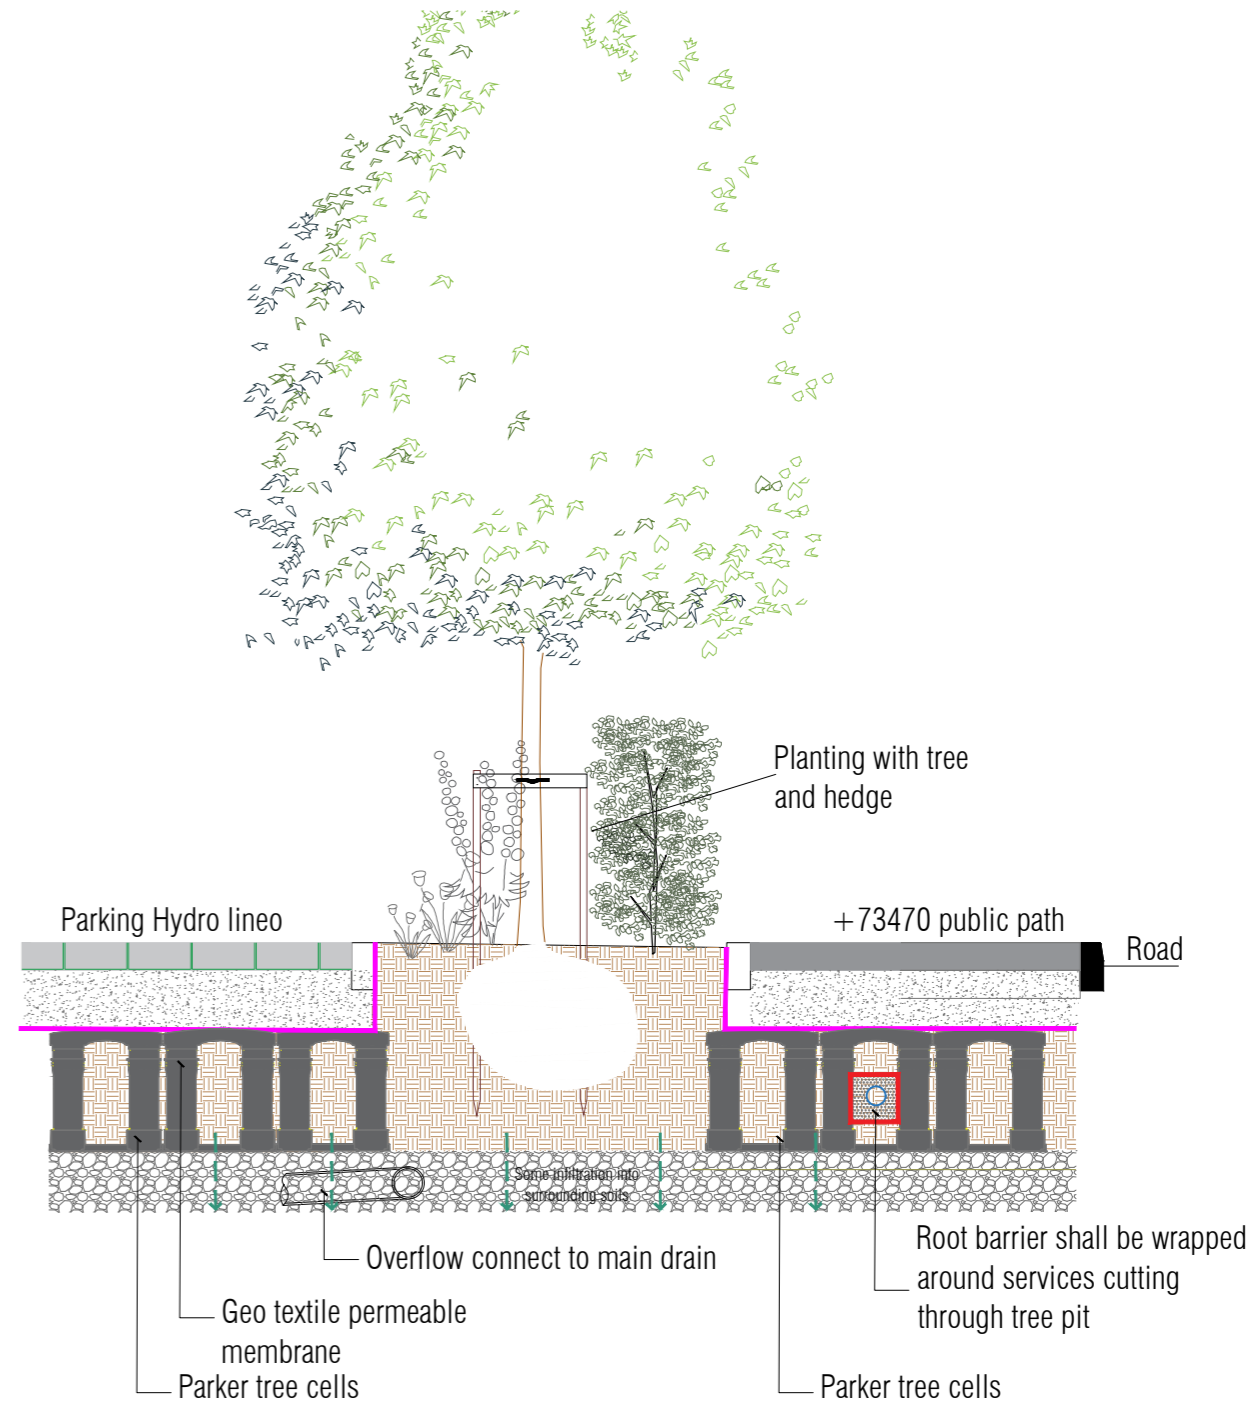 Planting with tree
and hedge
Parking Hydro lineo
+73470 public path
Road
Some infiltration into
surrounding soils
Overflow connect to main drain
Root barrier shall be wrapped
around services cutting
through tree pit
Geo textile permeable
membrane
Parker tree cells
Parker tree cells